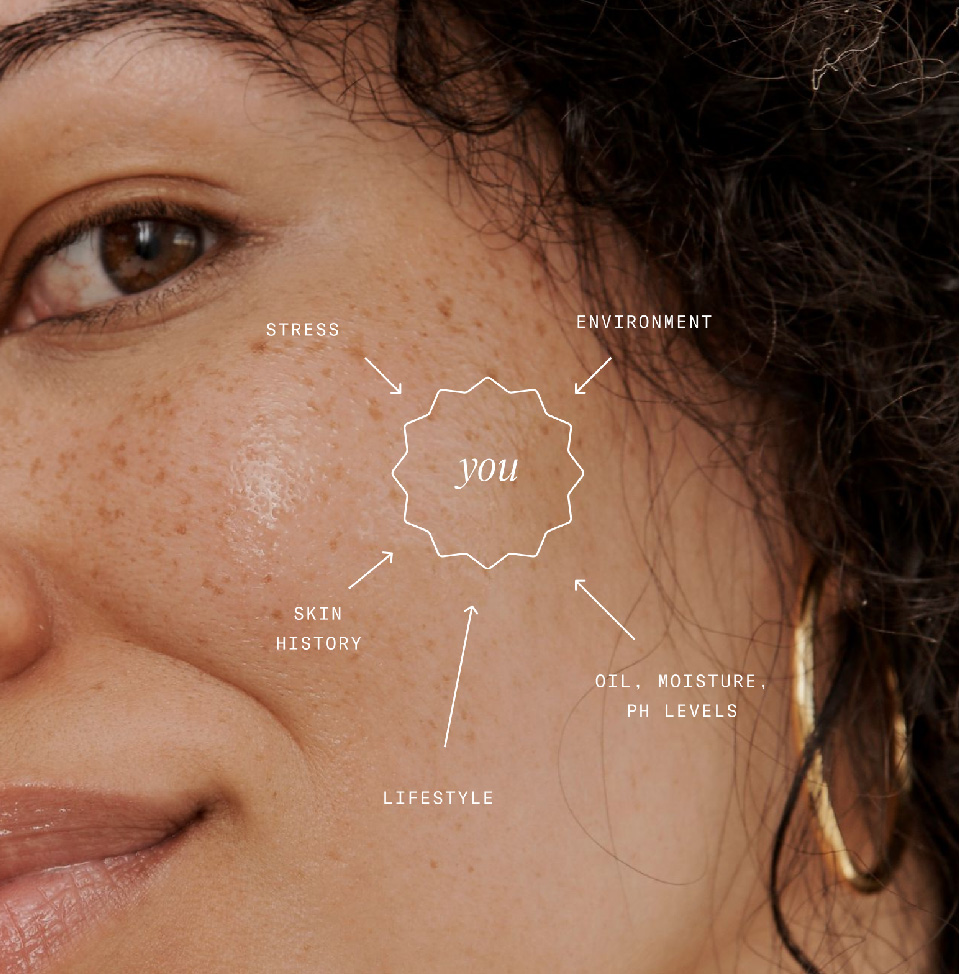 STRESS
ENVIRONMENT
you
SKIN
HISTORY
OIL, MOISTURE,
PH LEVELS
LIFESTYLE